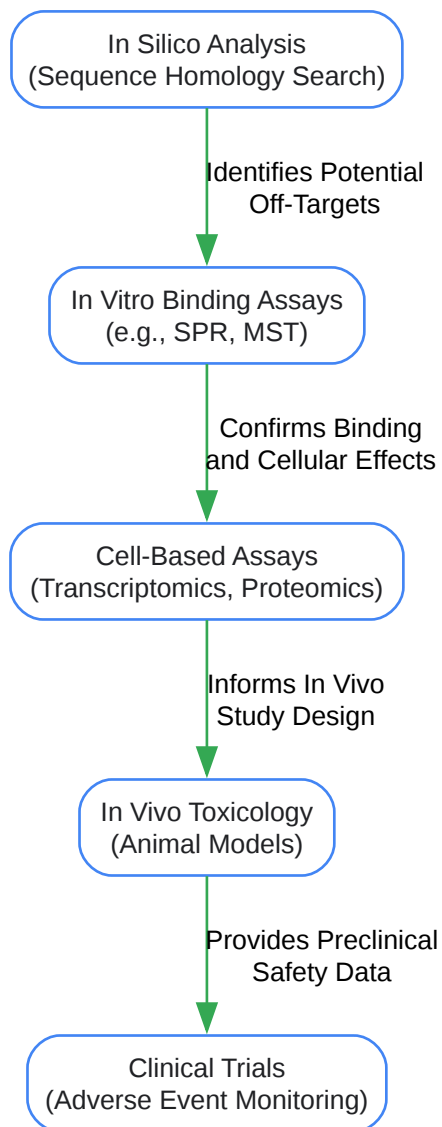 In Silico Analysis
(Sequence Homology Search)
Identifies Potential
Off-Targets
In Vitro Binding Assays
(e.g., SPR, MST)
Confirms Binding
and Cellular Effects
Cell-Based Assays
(Transcriptomics, Proteomics)
Informs In Vivo
Study Design
In Vivo Toxicology
(Animal Models)
Provides Preclinical
Safety Data
Clinical Trials
(Adverse Event Monitoring)